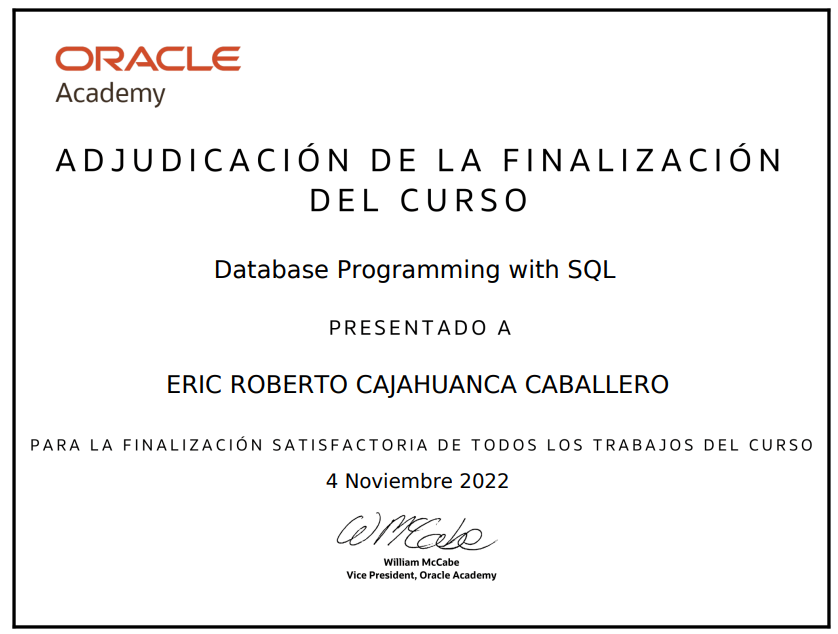 ORACLE
Academy
ADJUDICACIÓN DE LA FINALIZACIÓN
DEL CURSO
Database Programming with SQL
PRESENTADO A
ERIC ROBERTO CAJAHUANCA CABALLERO
PARA LA FINALIZACIÓN SATISFACTORIA DE TODOS LOS TRABAJOS DEL CURSO
4 Noviembre 2022
W McCabe
William McCabe
Vice President, Oracle Academy